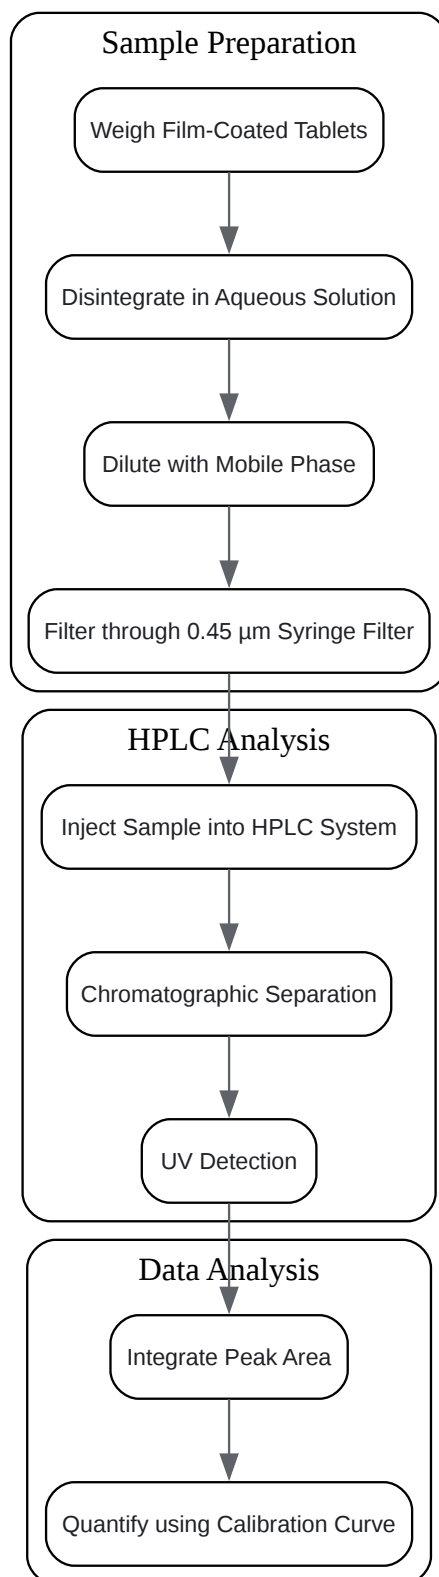 Sample Preparation
Weigh Film-Coated Tablets
Disintegrate in Aqueous Solution
Dilute with Mobile Phase
Filter through 0.45 µm Syringe Filter
HPLC Analysis
Inject Sample into HPLC System
Chromatographic Separation
UV Detection
Data Analysis
Integrate Peak Area
Quantify using Calibration Curve